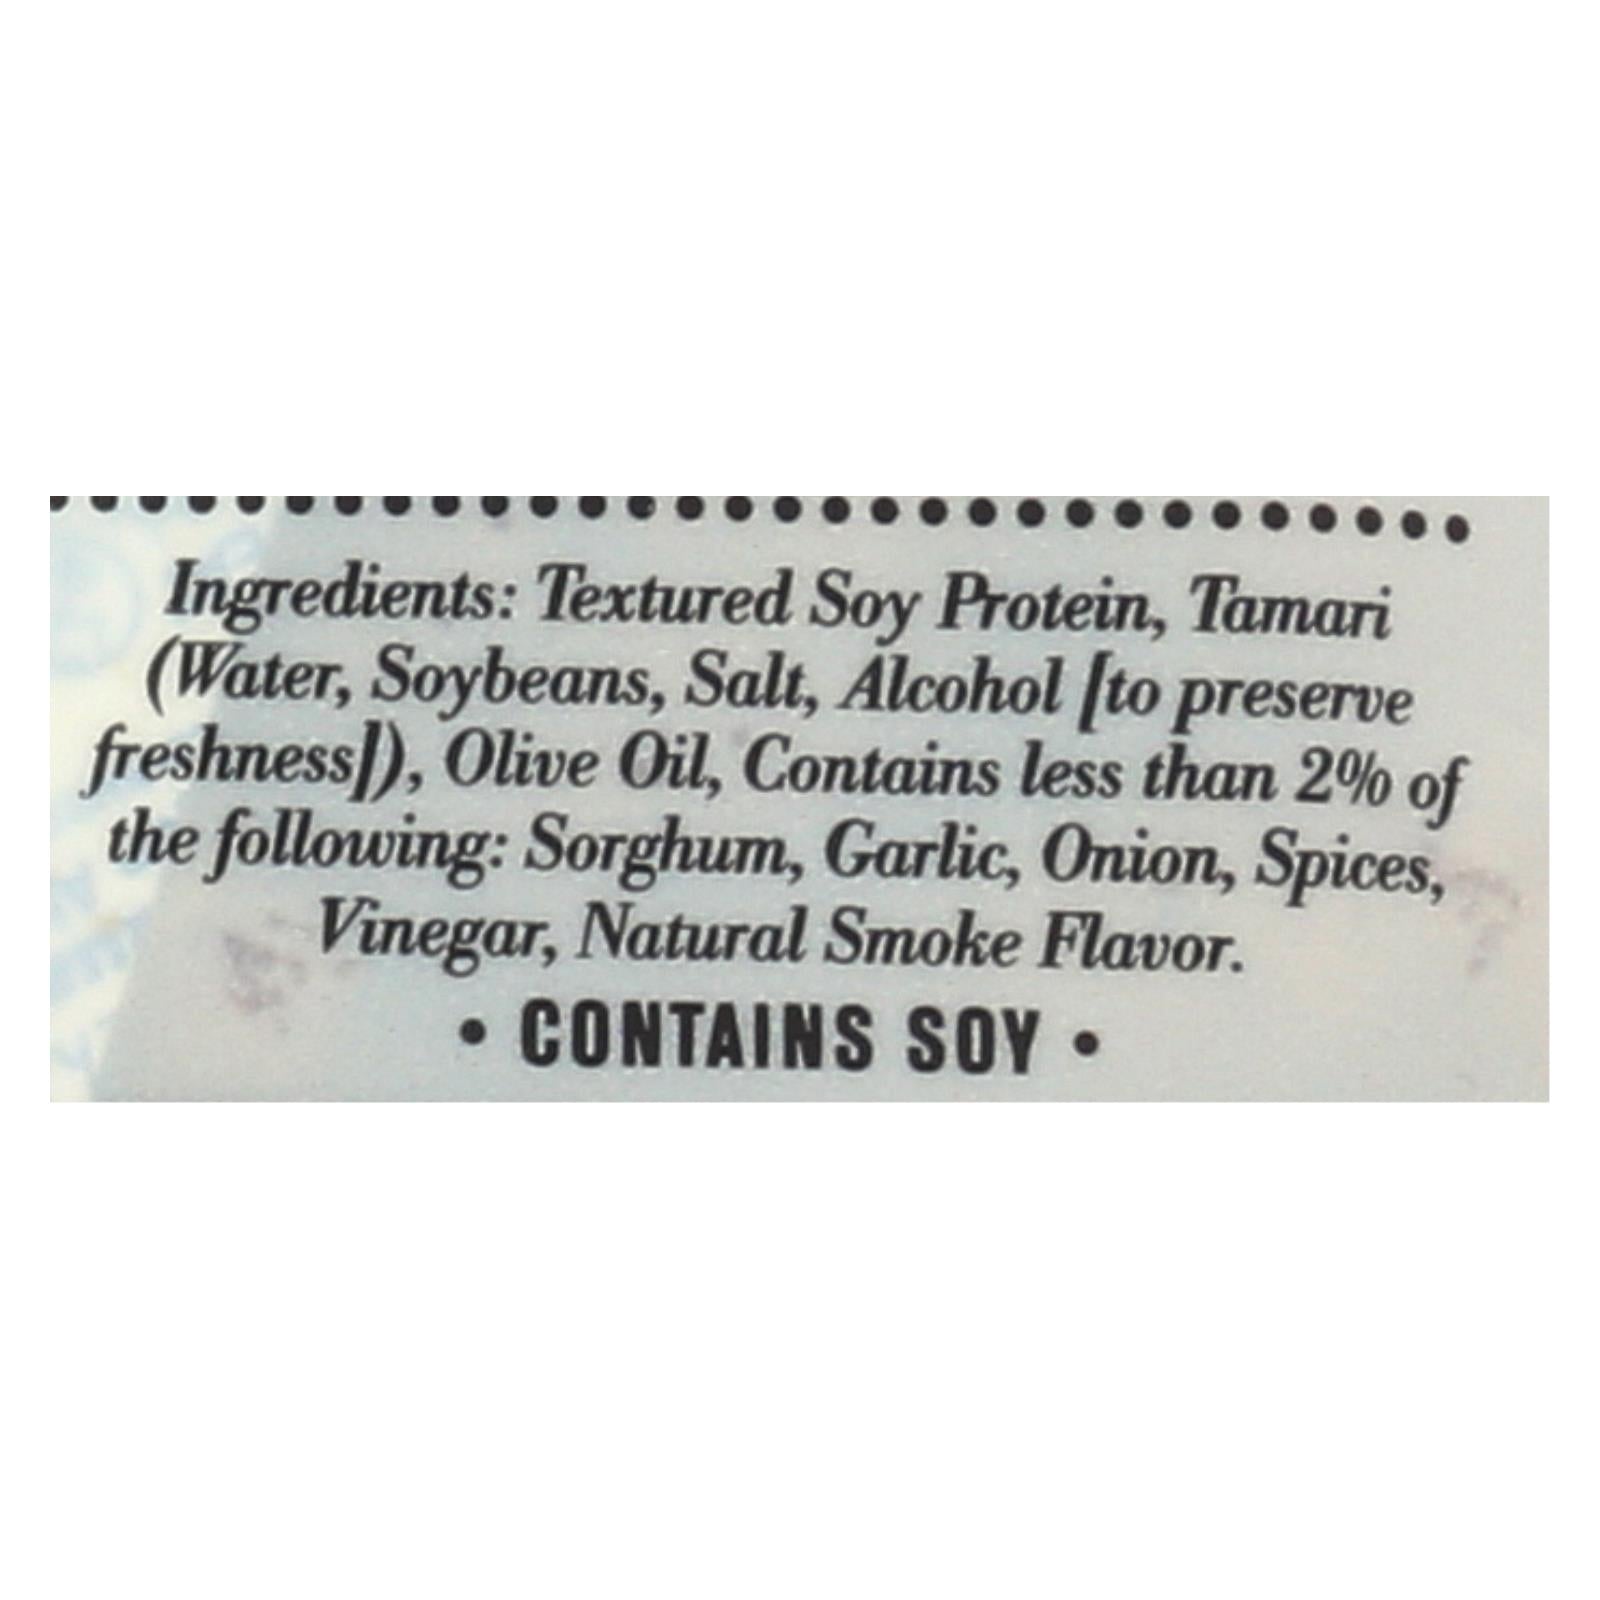 Ingredients: Textured Soy Protein, Tamari
(Water, Soybeans, Salt, Alcohol [to preserve
freshness]), Olive Oil, Contains less than 2% of
the following: Sorghum, Garlic, Onion, Spices,
Vinegar, Natural Smoke Flavor.
• CONTAINS SOY •